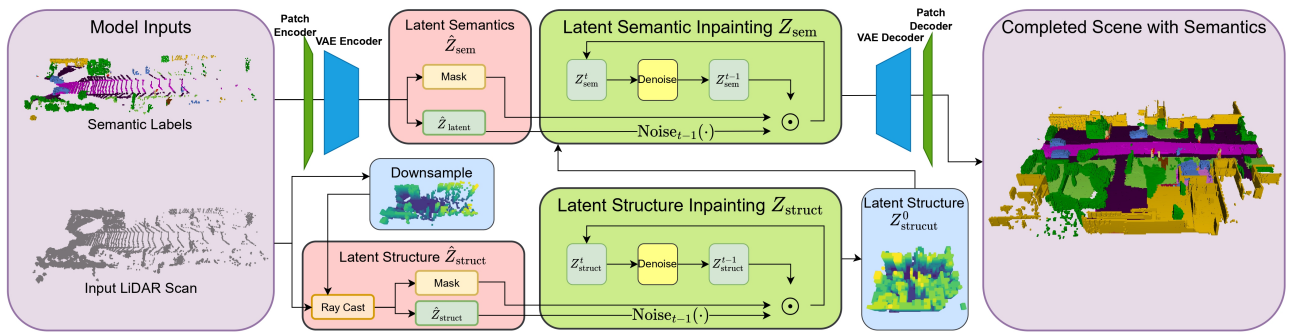 Model Inputs
Semantic Labels
Input LiDAR Scan
Patch
Encoder
VAE Encoder
Latent Semantics
Ẑ_sem
Mask
Ẑ_latent
Latent Semantic Inpainting Z_sem
Z^t_sem
Denoise
Z^{t-1}_sem
Noise_{t-1}(·)
⊙
Patch
Decoder
VAE Decoder
Completed Scene with Semantics
Downsample
Latent Structure Ẑ_struct
Ray Cast
Mask
Ẑ_struct
Latent Structure Inpainting Z_struct
Z^t_struct
Denoise
Z^{t-1}_struct
Noise_{t-1}(·)
⊙
Latent Structure
Z^0_strucut